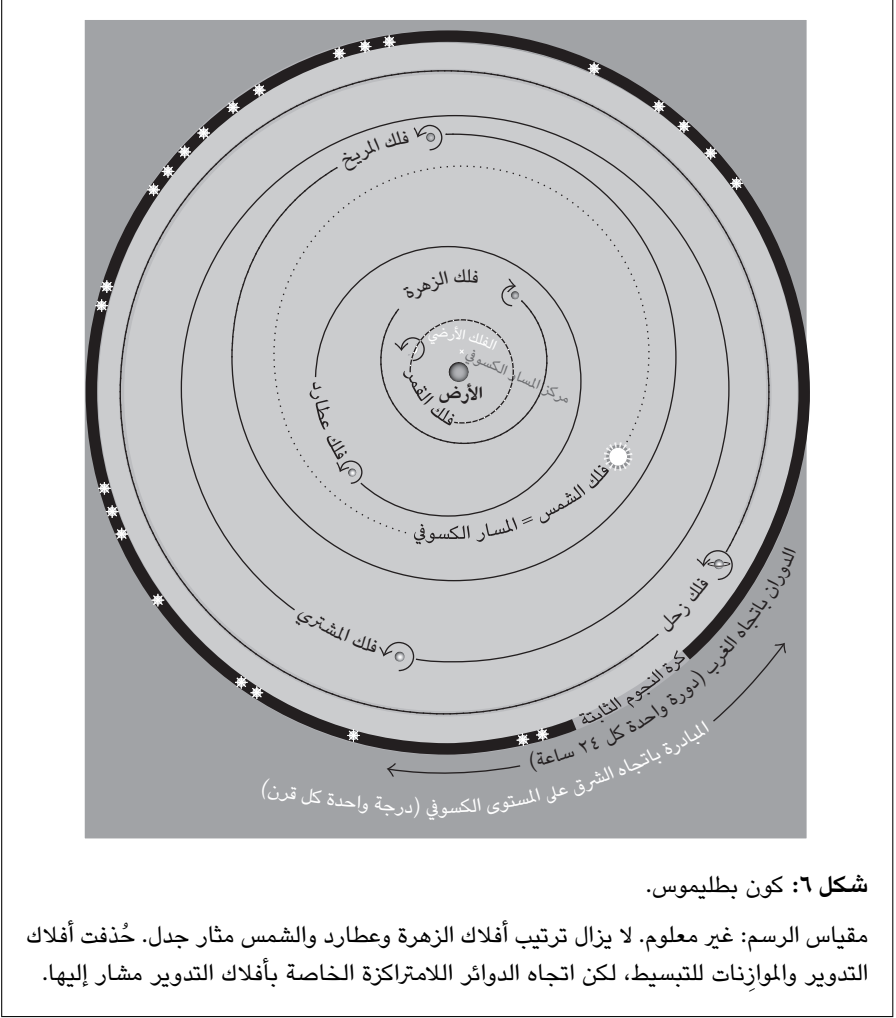 فلك المريخ
فلك الزهرة
الفلك الأرضي
مركز المسار الكسوفي
الأرض
فلك القمر
فلك عطارد
فلك الشمس = المسار الكسوفي
فلك زحل
فلك المشتري
كرة النجوم الثابتة
الدوران باتجاه الغرب (دورة واحدة كل ٢٤ ساعة)
المبادرة باتجاه الشرق على المستوى الكسوفي (درجة واحدة كل قرن)
شكل ٦: كون بطليموس.
مقياس الرسم: غير معلوم. لا يزال ترتيب أفلاك الزهرة وعطارد والشمس مثار جدل. حُذفت أفلاك
التدوير والموازِنات للتبسيط، لكن اتجاه الدوائر اللامتراكزة الخاصة بأفلاك التدوير مشار إليها.